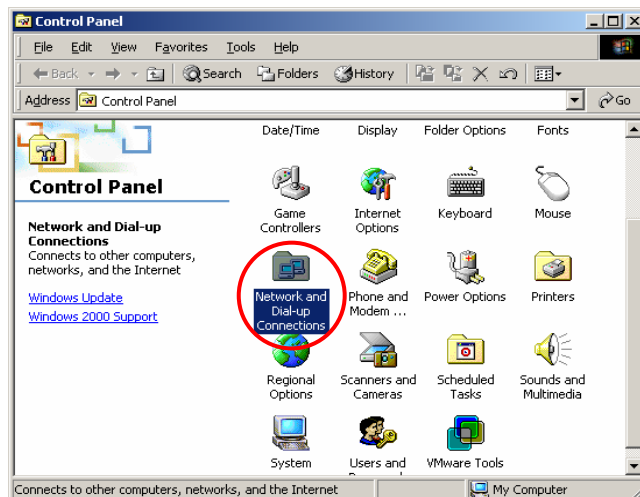 Control Panel
File Edit View Favorites Tools Help
Back Search Folders History
Address Control Panel Go
Control Panel
Network and Dial-up
Connections
Connects to other computers,
networks, and the Internet
Windows Update
Windows 2000 Support
Date/Time Display Folder Options Fonts
Game
Controllers
Internet
Options
Keyboard
Mouse
Network and
Dial-up
Connections
Phone and
Modem ...
Power Options
Printers
Regional
Options
Scanners and
Cameras
Scheduled
Tasks
Sounds and
Multimedia
System
Users and
VMware Tools
Connects to other computers, networks, and the Internet
My Computer